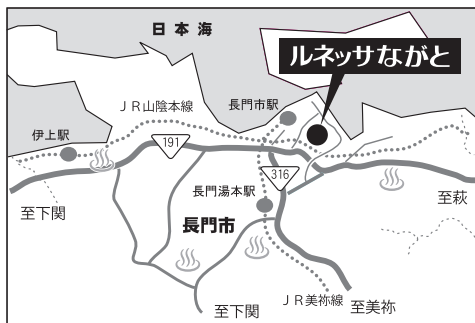 日本海
ルネッサながと
JR山陰本線
長門市駅
伊上駅
191
316
至下関
長門湯本駅
至萩
長門市
至下関
JR美祢線
至美祢